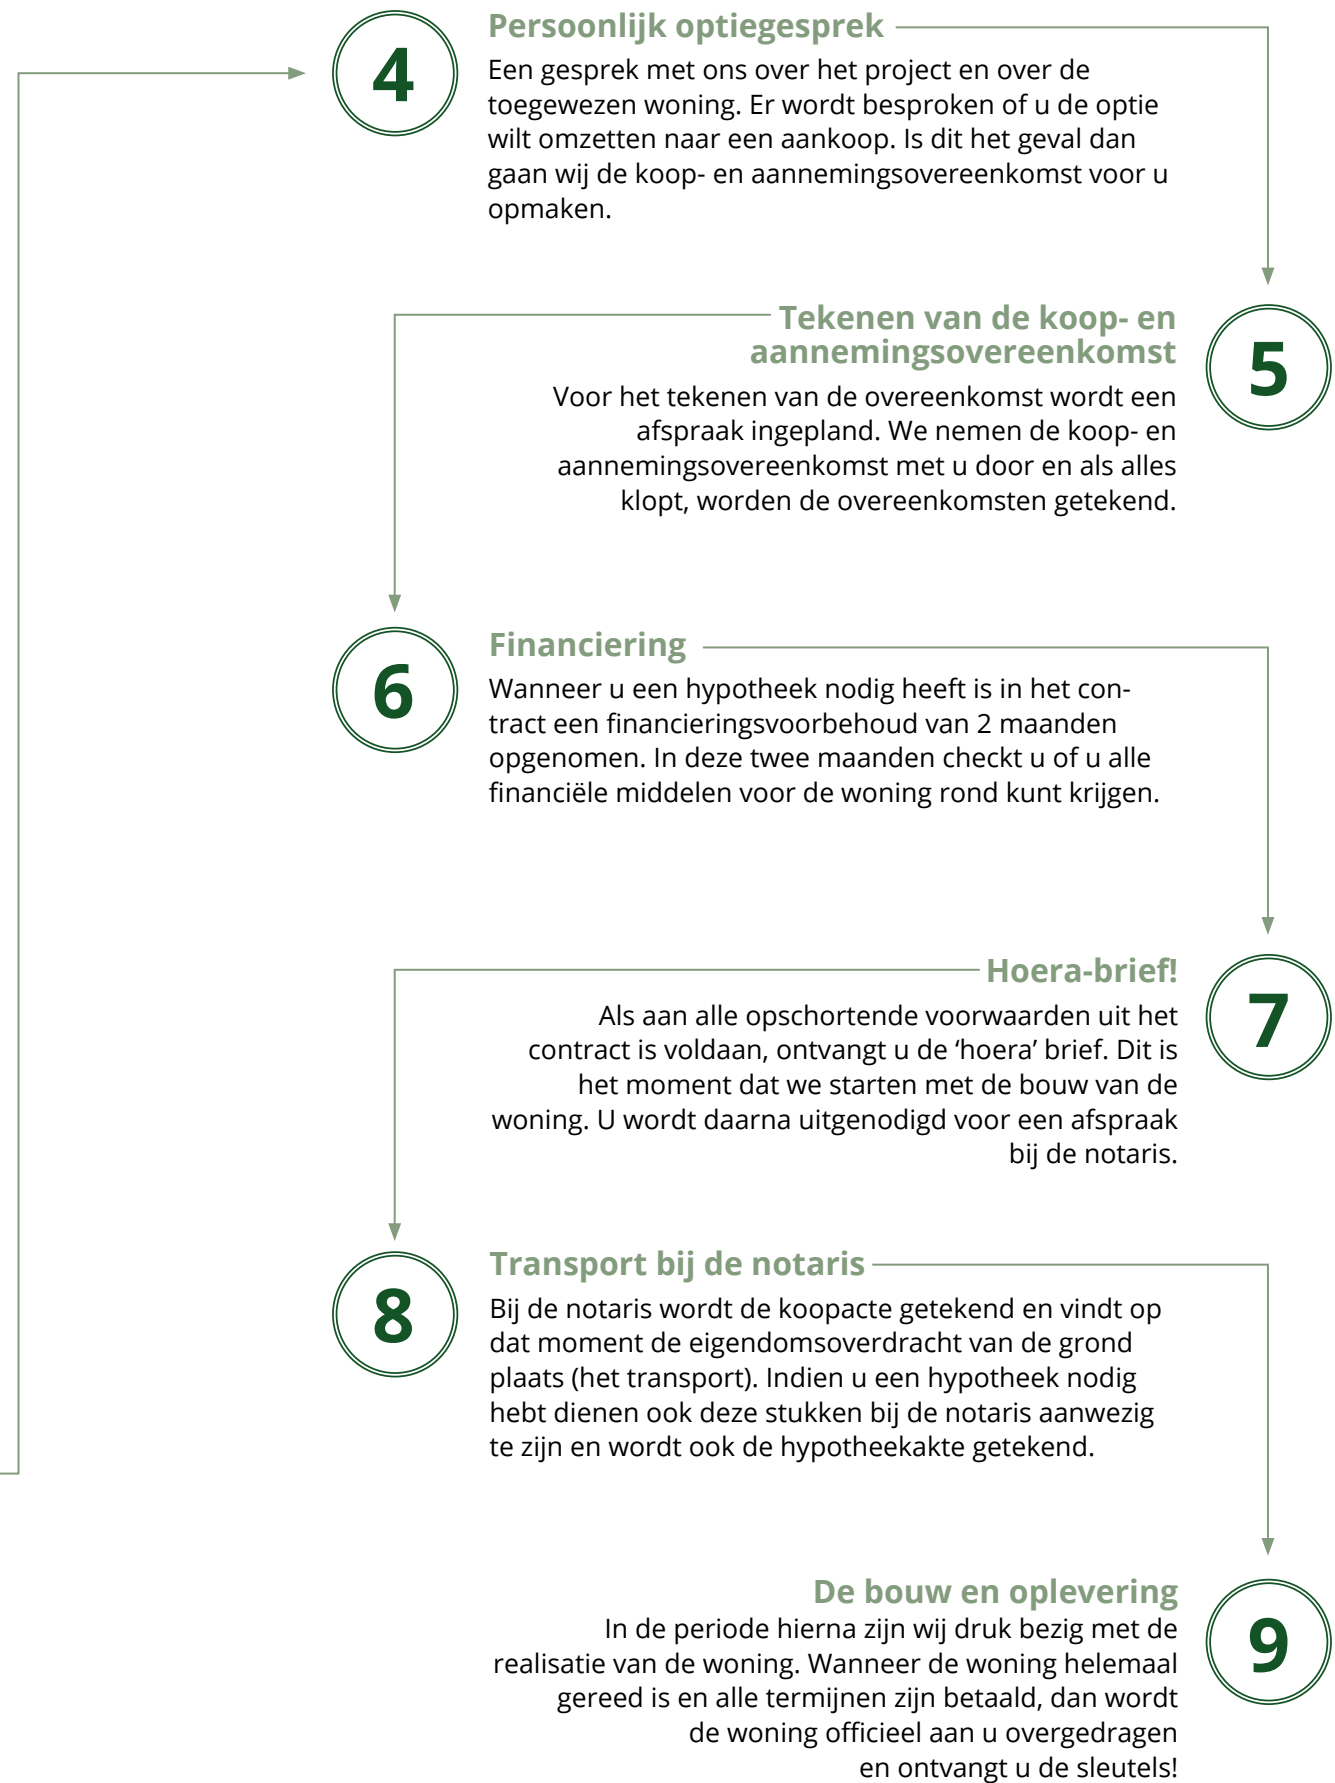 4
Persoonlijk optiegesprek
Een gesprek met ons over het project en over de
toegewezen woning. Er wordt besproken of u de optie
wilt omzetten naar een aankoop. Is dit het geval dan
gaan wij de koop- en aannemingsovereenkomst voor u
opmaken.
Tekenen van de koop- en
aannemingsovereenkomst
5
Voor het tekenen van de overeenkomst wordt een
afspraak ingepland. We nemen de koop- en
aannemingsovereenkomst met u door en als alles
klopt, worden de overeenkomsten getekend.
6
Financiering
Wanneer u een hypotheek nodig heeft is in het con-
tract een financieringsvoorbehoud van 2 maanden
opgenomen. In deze twee maanden checkt u of u alle
financiële middelen voor de woning rond kunt krijgen.
Hoera-brief!
7
Als aan alle opschortende voorwaarden uit het
contract is voldaan, ontvangt u de ‘hoera’ brief. Dit is
het moment dat we starten met de bouw van de
woning. U wordt daarna uitgenodigd voor een afspraak
bij de notaris.
8
Transport bij de notaris
Bij de notaris wordt de koopacte getekend en vindt op
dat moment de eigendomsoverdracht van de grond
plaats (het transport). Indien u een hypotheek nodig
hebt dienen ook deze stukken bij de notaris aanwezig
te zijn en wordt ook de hypotheekakte getekend.
De bouw en oplevering
9
In de periode hierna zijn wij druk bezig met de
realisatie van de woning. Wanneer de woning helemaal
gereed is en alle termijnen zijn betaald, dan wordt
de woning officieel aan u overgedragen
en ontvangt u de sleutels!